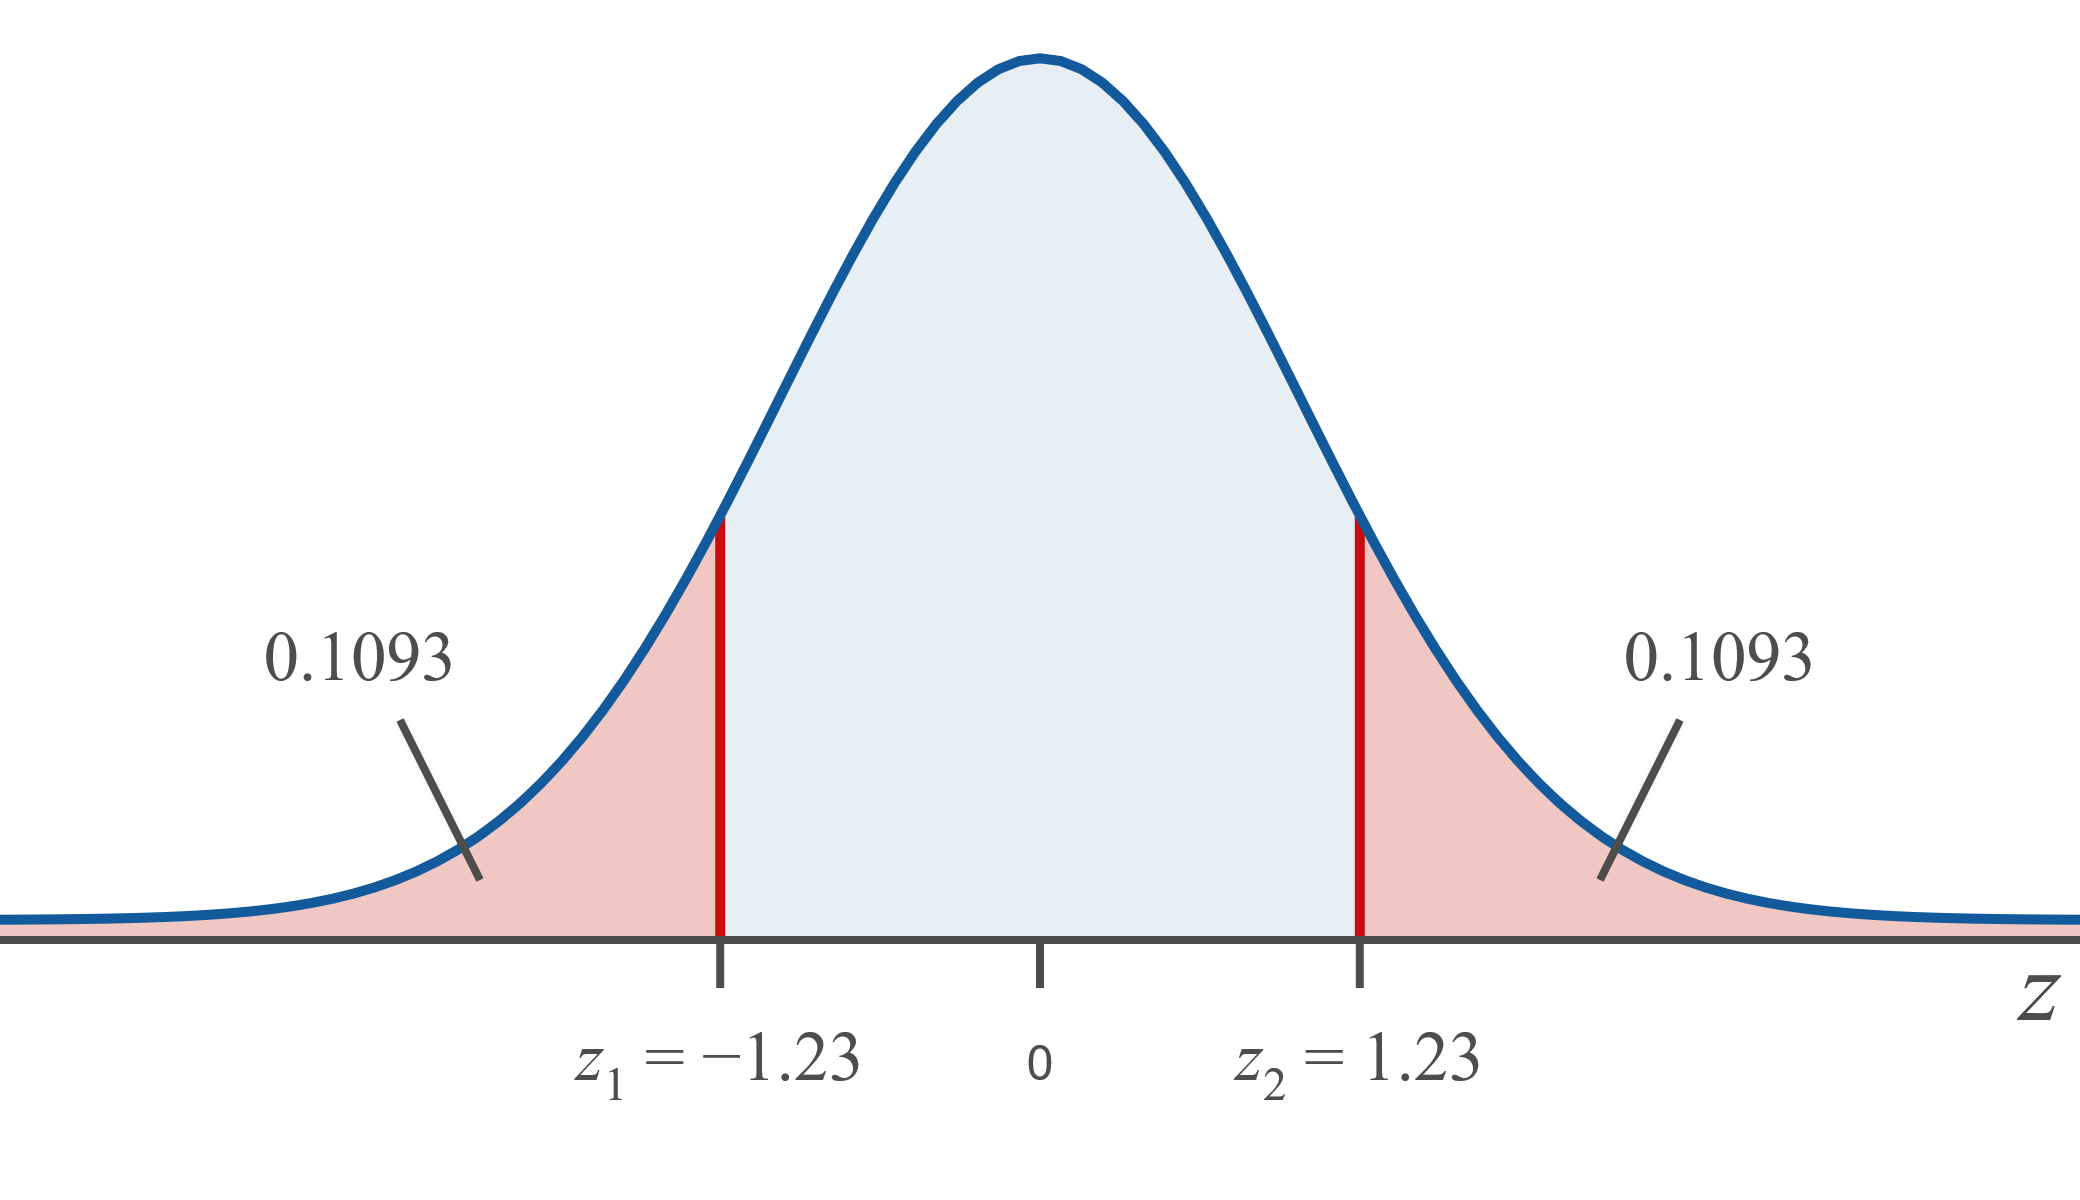 0.1093 0.1093
z
z₁ = −1.23 0 z₂ = 1.23